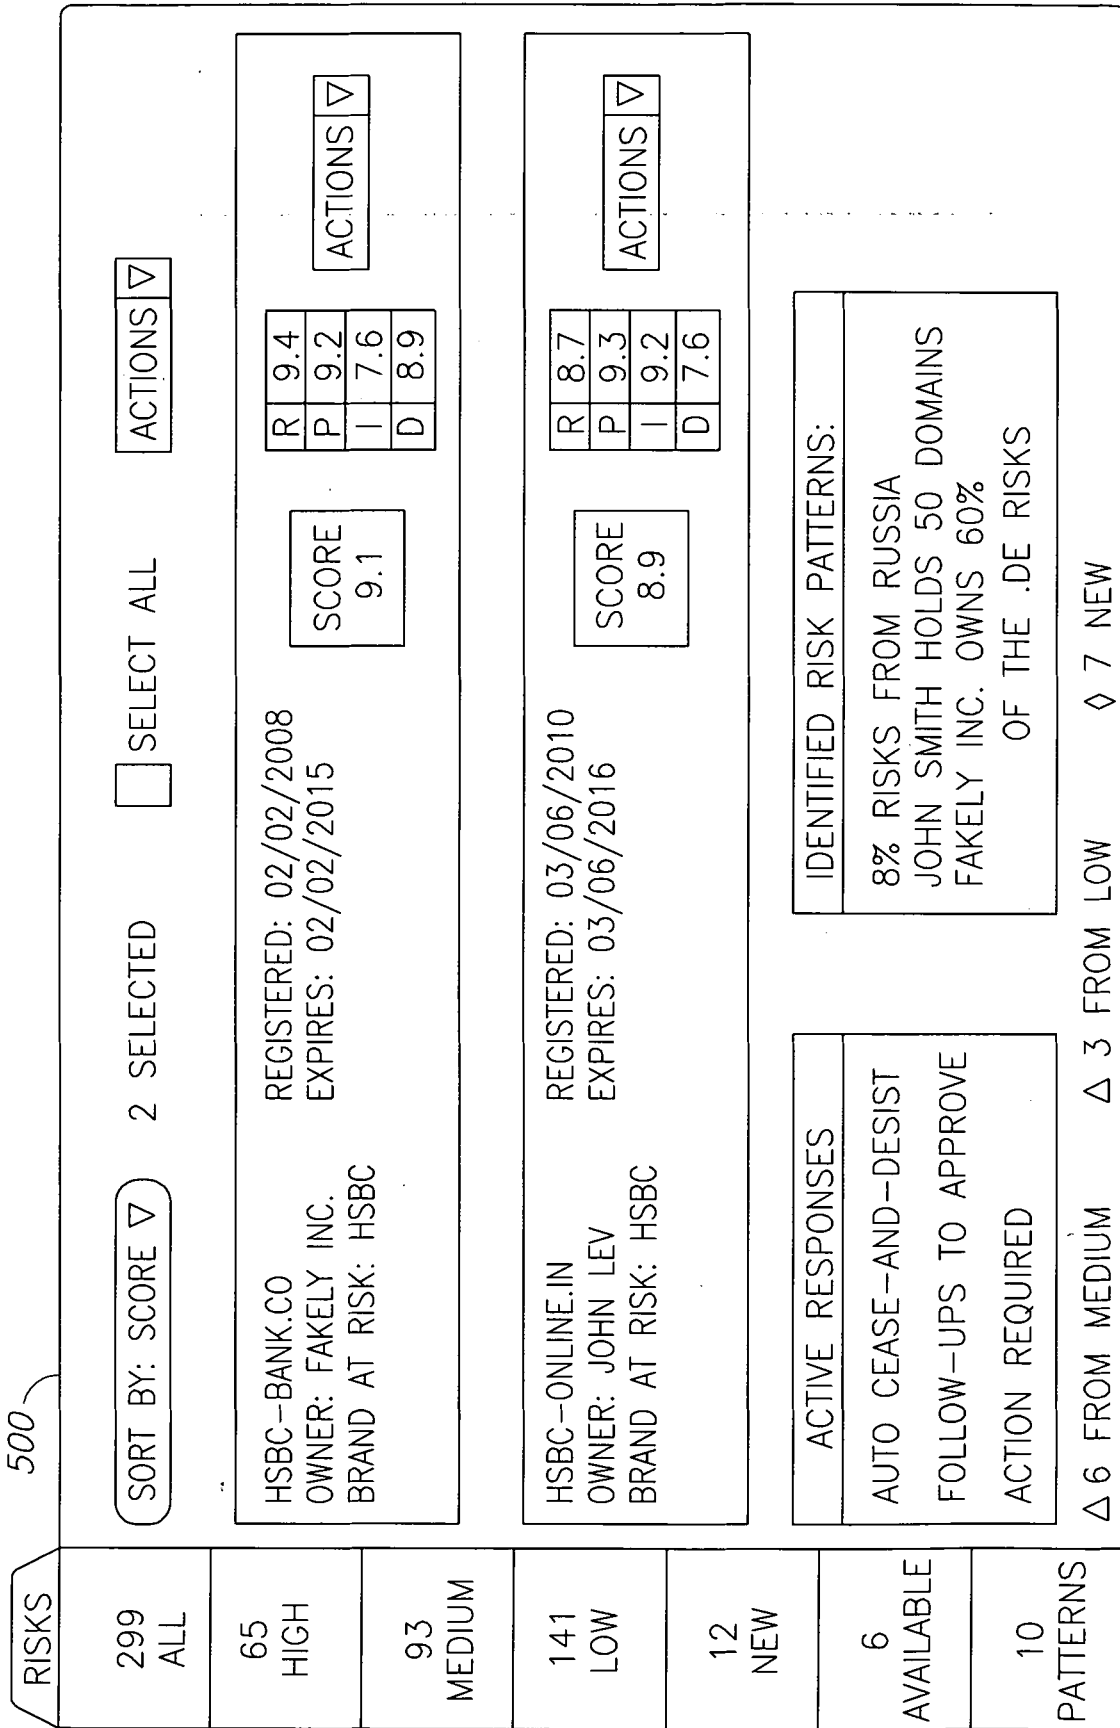 500
RISKS
299
ALL
65
HIGH
93
MEDIUM
141
LOW
12
NEW
6
AVAILABLE
10
PATTERNS
SORT BY: SCORE ▽
2 SELECTED
SELECT ALL
ACTIONS ▽
HSBC-BANK.CO
OWNER: FAKELY INC.
BRAND AT RISK: HSBC
REGISTERED: 02/02/2008
EXPIRES: 02/02/2015
SCORE
9.1
R 9.4
P 9.2
I 7.6
D 8.9
ACTIONS ▽
HSBC-ONLINE.IN
OWNER: JOHN LEV
BRAND AT RISK: HSBC
REGISTERED: 03/06/2010
EXPIRES: 03/06/2016
SCORE
8.9
R 8.7
P 9.3
I 9.2
D 7.6
ACTIONS ▽
ACTIVE RESPONSES
AUTO CEASE-AND-DESIST
FOLLOW-UPS TO APPROVE
ACTION REQUIRED
IDENTIFIED RISK PATTERNS:
8% RISKS FROM RUSSIA
JOHN SMITH HOLDS 50 DOMAINS
FAKELY INC. OWNS 60%
OF THE .DE RISKS
△ 6 FROM MEDIUM
△ 3 FROM LOW
◊ 7 NEW